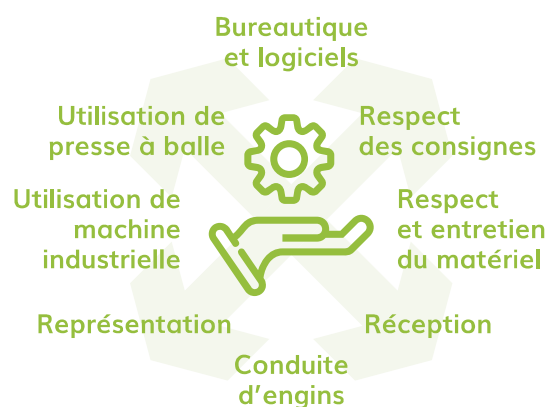 Bureautique
et logiciels
Utilisation de
presse à balle
Respect
des consignes
Utilisation de
machine
industrielle
Respect
et entretien
du matériel
Représentation
Réception
Conduite
d'engins